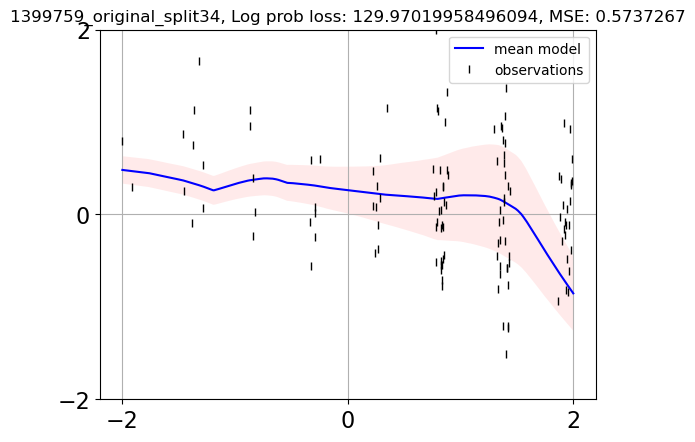 1399759_original_split34, Log prob loss: 129.97019958496094, MSE: 0.5737267
2
mean model
observations
0
−2
−2
0
2